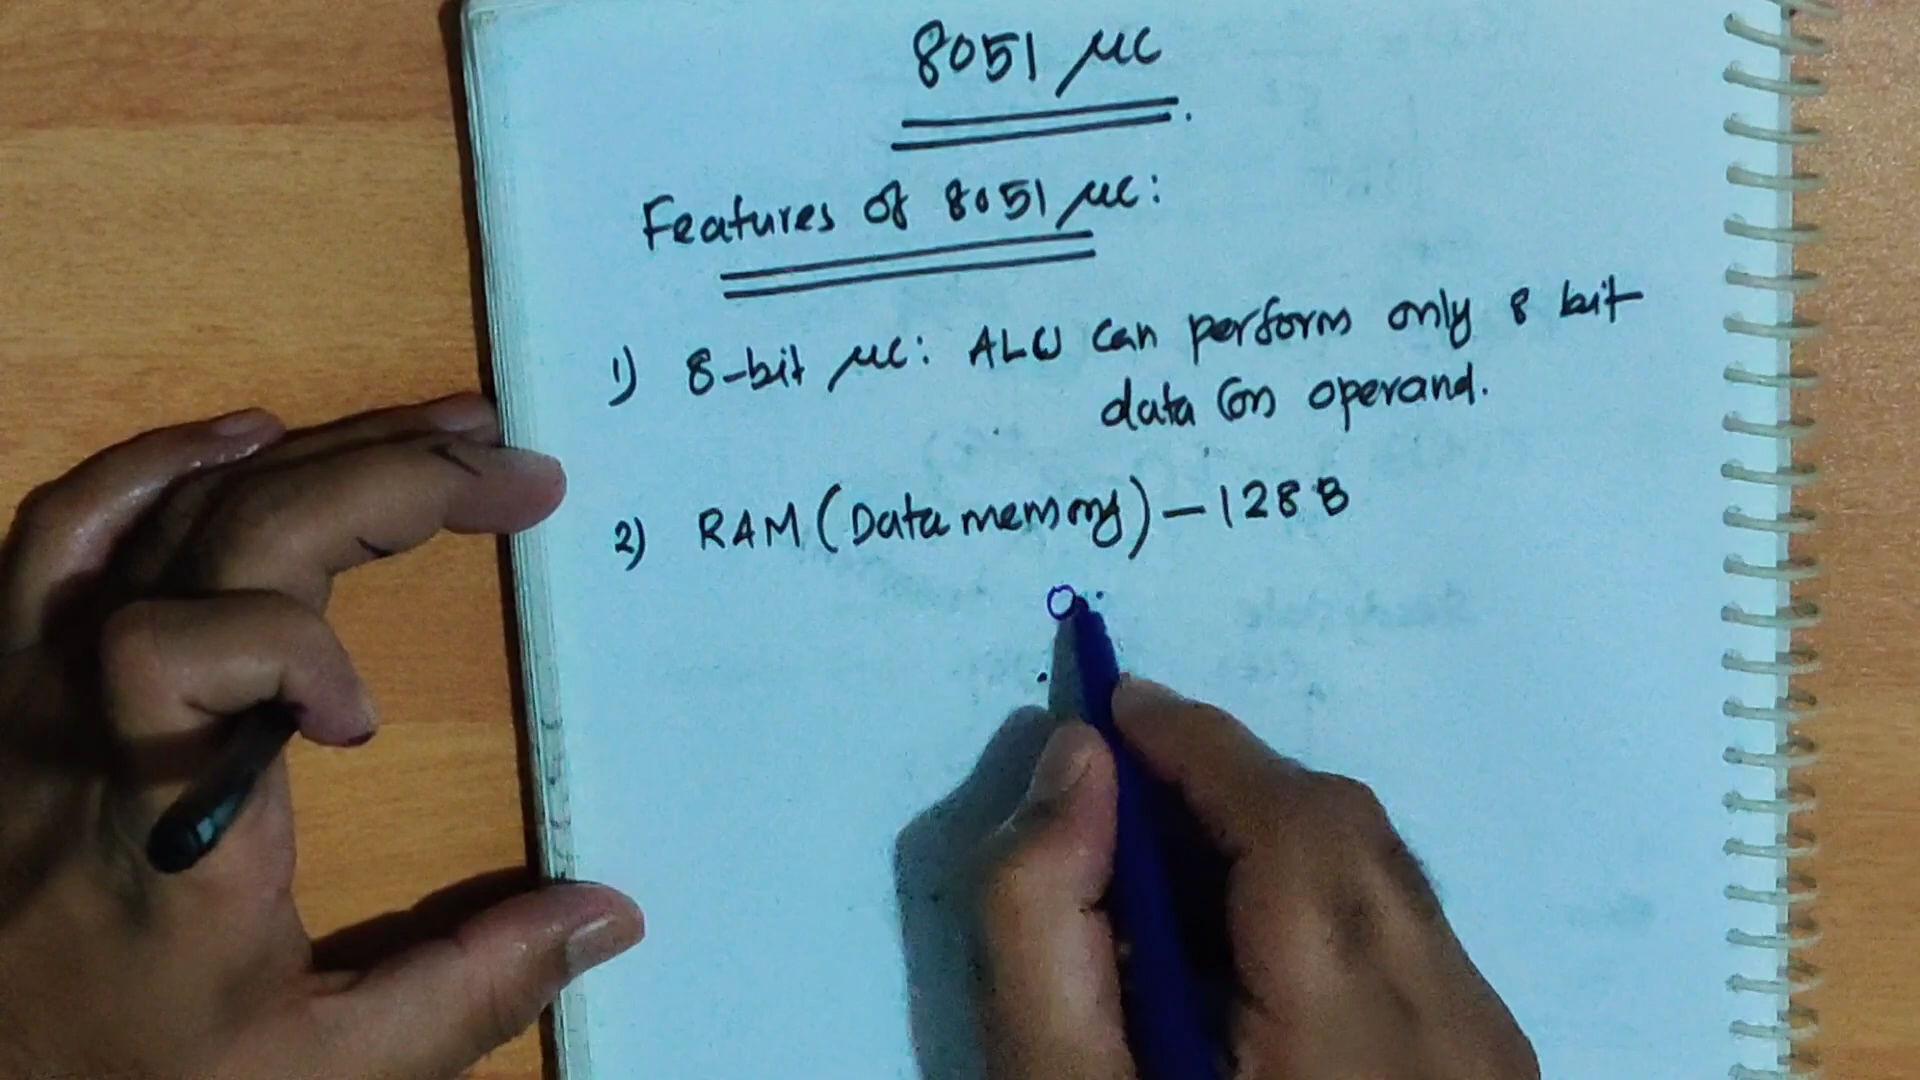 8051 μc
Features of 8051 μc:
1) 8-bit μc: ALU can perform only 8 bit
data (or) operand.
2) RAM (Data memory) – 128 B